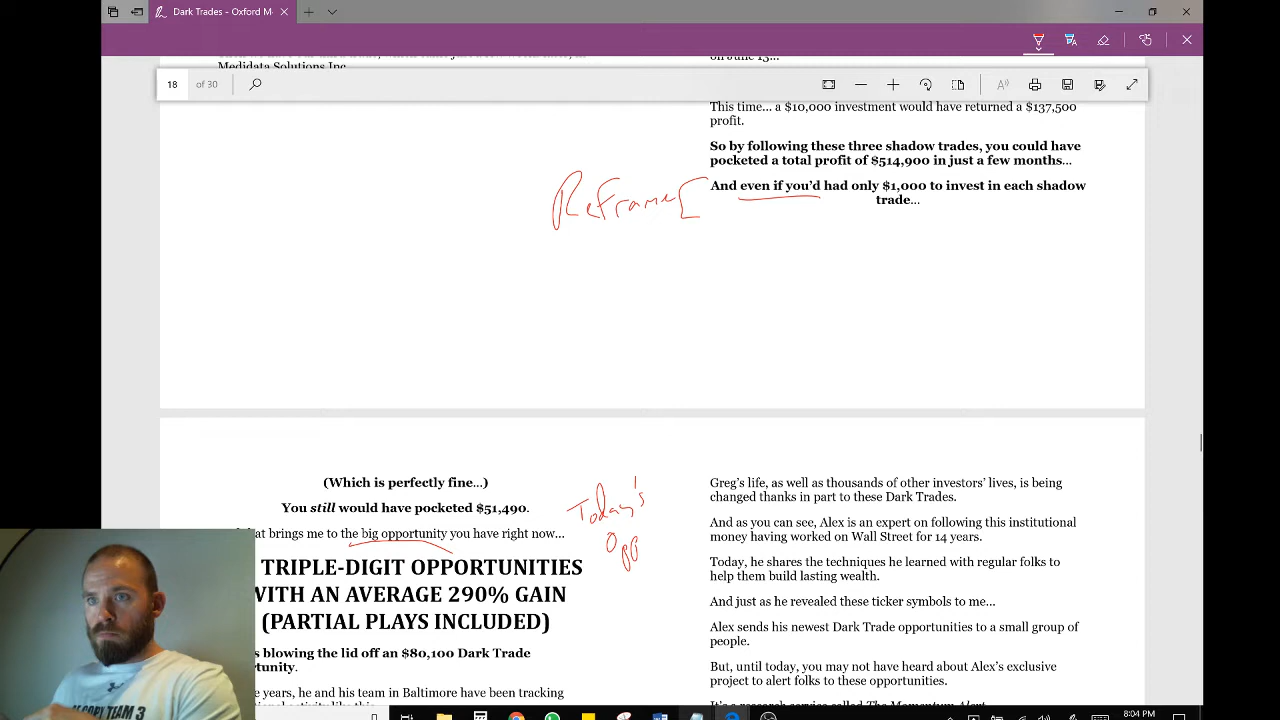 Dark Trades - Oxford M
18 of 30
Medidata Solutions Inc
on June 13...
This time... a $10,000 investment would have returned a $137,500
profit.
So by following these three shadow trades, you could have
pocketed a total profit of $514,900 in just a few months...
And even if you'd had only $1,000 to invest in each shadow
trade...
Reframe
(Which is perfectly fine...)
You still would have pocketed $51,490.
that brings me to the big opportunity you have right now...
Today's
Opp
TRIPLE-DIGIT OPPORTUNITIES
WITH AN AVERAGE 290% GAIN
(PARTIAL PLAYS INCLUDED)
s blowing the lid off an $80,100 Dark Trade
rtunity.
e years, he and his team in Baltimore have been tracking
Greg's life, as well as thousands of other investors' lives, is being
changed thanks in part to these Dark Trades.
And as you can see, Alex is an expert on following this institutional
money having worked on Wall Street for 14 years.
Today, he shares the techniques he learned with regular folks to
help them build lasting wealth.
And just as he revealed these ticker symbols to me...
Alex sends his newest Dark Trade opportunities to a small group of
people.
But, until today, you may not have heard about Alex's exclusive
project to alert folks to these opportunities.
It's a research service called The Momentum Alert
COPY TEAM 3
8:04 PM